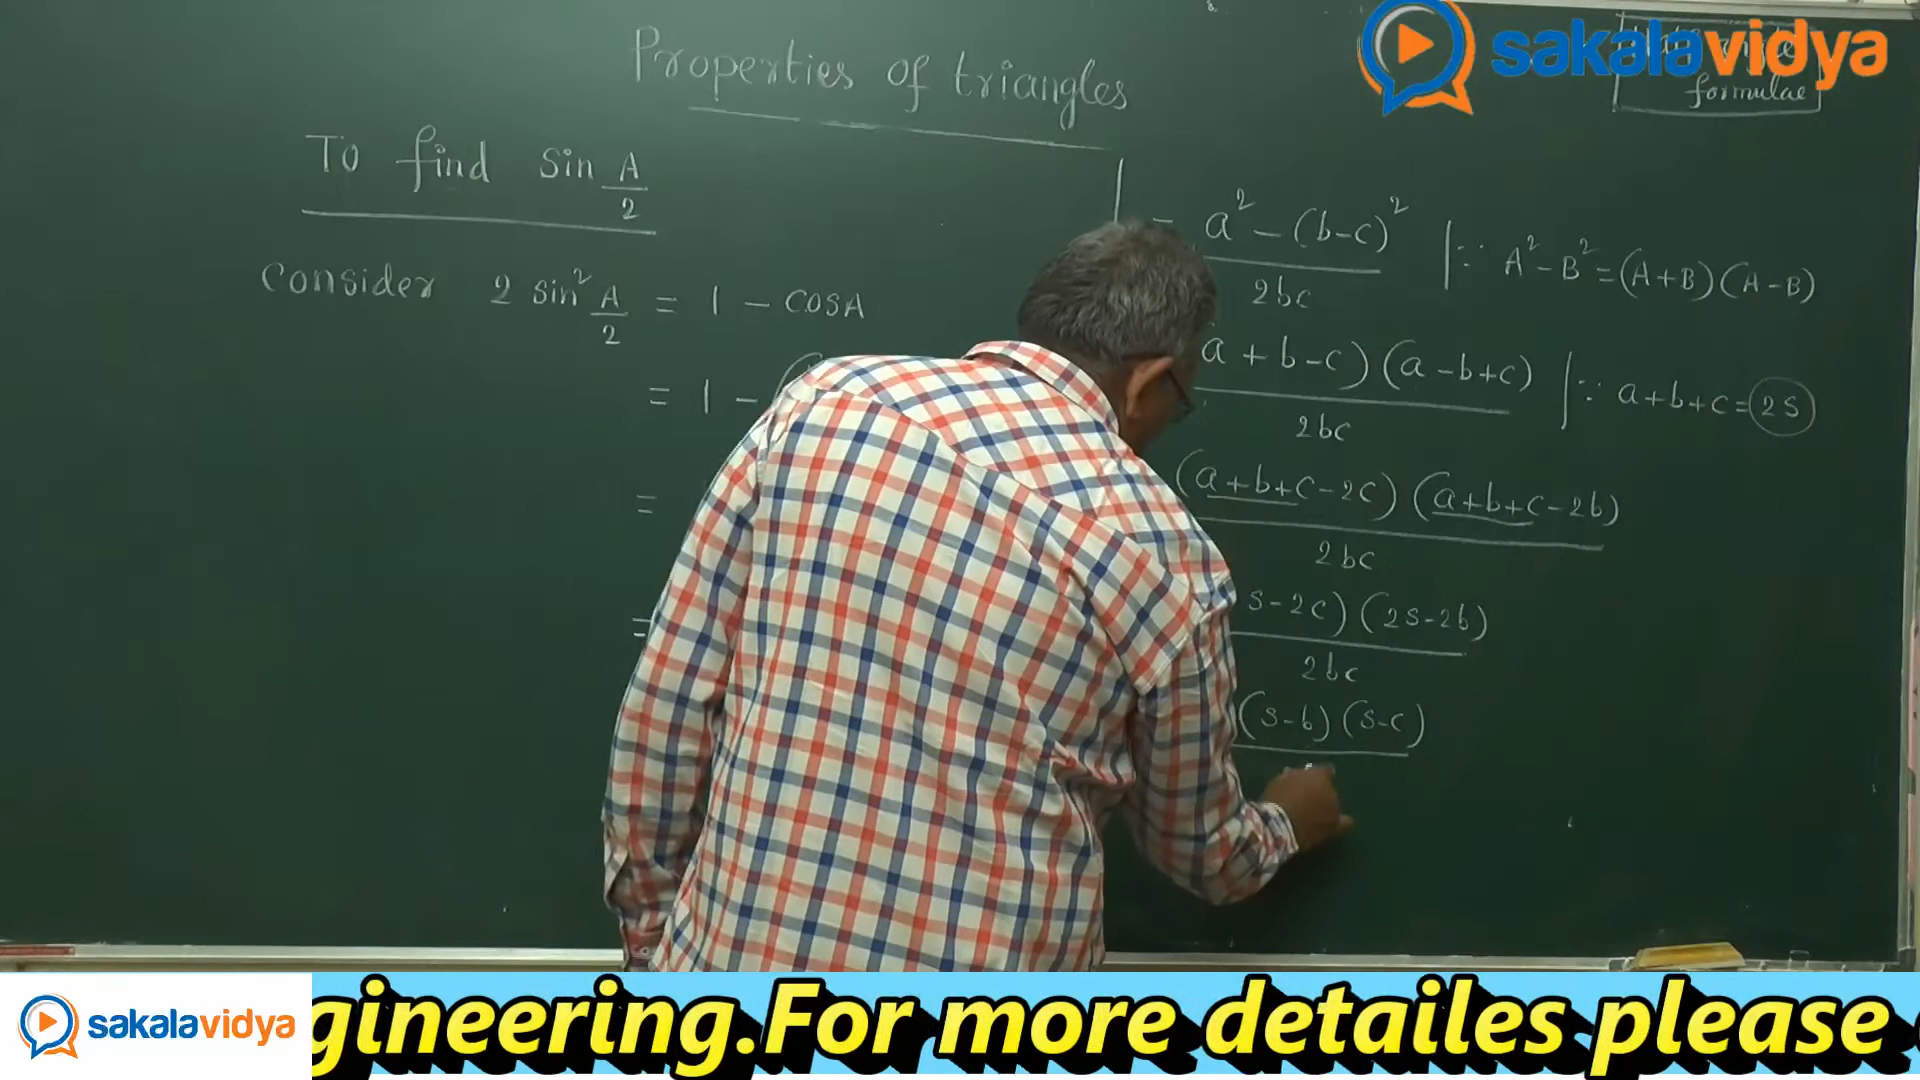 Properties of triangles
sakalavidya
formulae
To find sin A/2
Consider 2 sin² A/2 = 1 - cosA
= 1 - (
=
=
= a² - (b-c)² / 2bc | ∵ A² - B² = (A+B)(A-B)
a + b - c)(a - b + c) / 2bc | ∵ a+b+c = 2s
(a+b+c-2c)(a+b+c-2b) / 2bc
s-2c)(2s-2b) / 2bc
(s-b)(s-c)
sakalavidya
gineering.For more detailes please